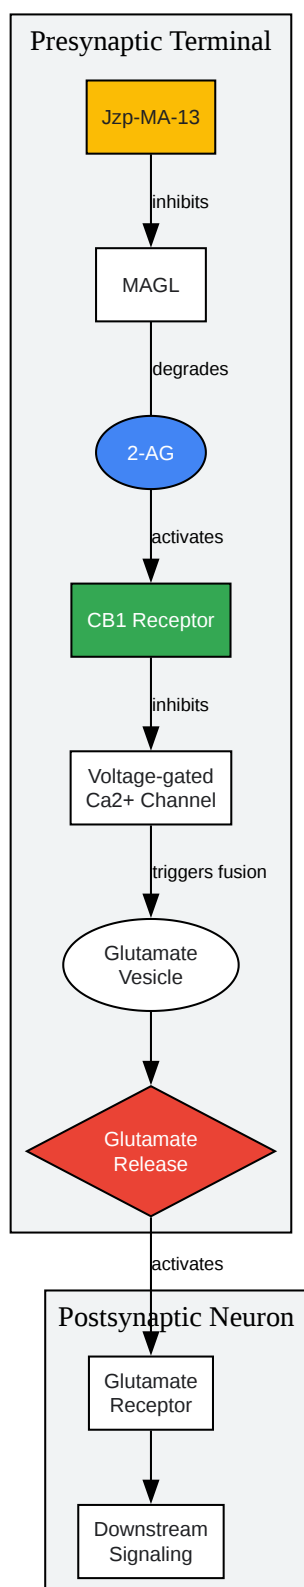 Presynaptic Terminal
Jzp-MA-13
inhibits
MAGL
degrades
2-AG
activates
CB1 Receptor
inhibits
Voltage-gated
Ca2+ Channel
triggers fusion
Glutamate
Vesicle
Glutamate
Release
activates
Postsynaptic Neuron
Glutamate
Receptor
Downstream
Signaling